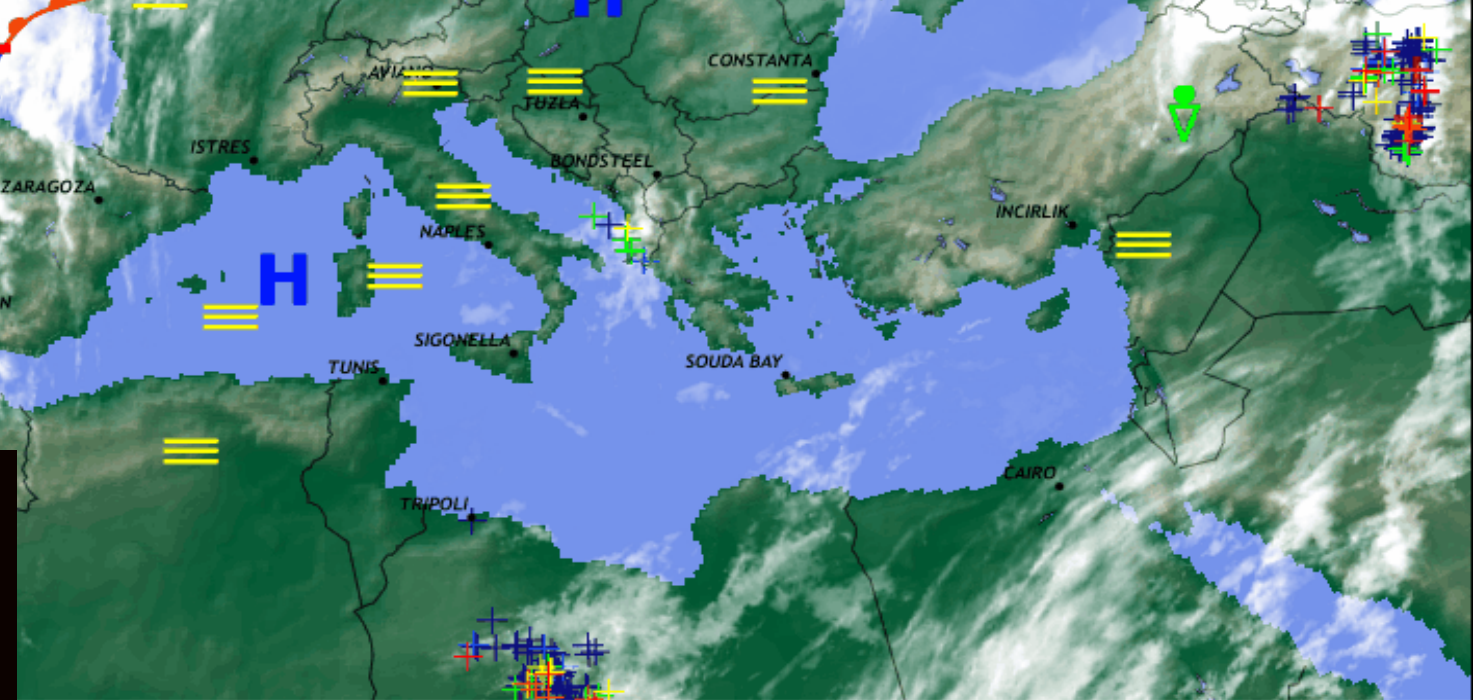 H
CONSTANTA
AVIANO
TUZLA
ISTRES
BONDSTEEL
ZARAGOZA
INCIRLIK
NAPLES
H
N
SIGONELLA
SOUDA BAY
TUNIS
CAIRO
TRIPOLI